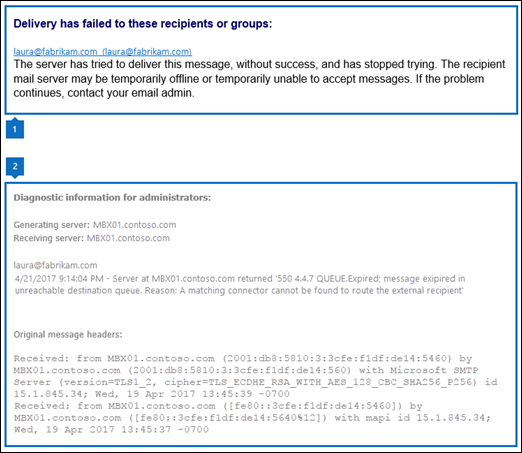 Delivery has failed to these recipients or groups:
laura@fabrikam.com (laura@fabrikam.com)
The server has tried to deliver this message, without success, and has stopped trying. The recipient
mail server may be temporarily offline or temporarily unable to accept messages. If the problem
continues, contact your email admin.
1
2
Diagnostic information for administrators:
Generating server: MBX01.contoso.com
Receiving server: MBX01.contoso.com
laura@fabrikam.com
4/21/2017 9:14:04 PM - Server at MBX01.contoso.com returned '550 4.4.7 QUEUE.Expired; message exipired in
unreachable destination queue. Reason: A matching connector cannot be found to route the external recipient'
Original message headers:
Received: from MBX01.contoso.com (2001:db8:5810:3:3cfe:f1df:de14:5460) by
MBX01.contoso.com (2001:db8:5810:3:3cfe:f1df:de14:560) with Microsoft SMTP
Server (version=TLS1_2, cipher=TLS_ECDHE_RSA_WITH_AES_128_CBC_SHA256_P256) id
15.1.845.34; Wed, 19 Apr 2017 13:45:39 -0700
Received: from MBX01.contoso.com ([fe80::3cfe:f1df:de14:5460]) by
MBX01.contoso.com ([fe80::3cfe:f1df:de14:5640%12]) with mapi id 15.1.845.34;
Wed, 19 Apr 2017 13:45:37 -0700